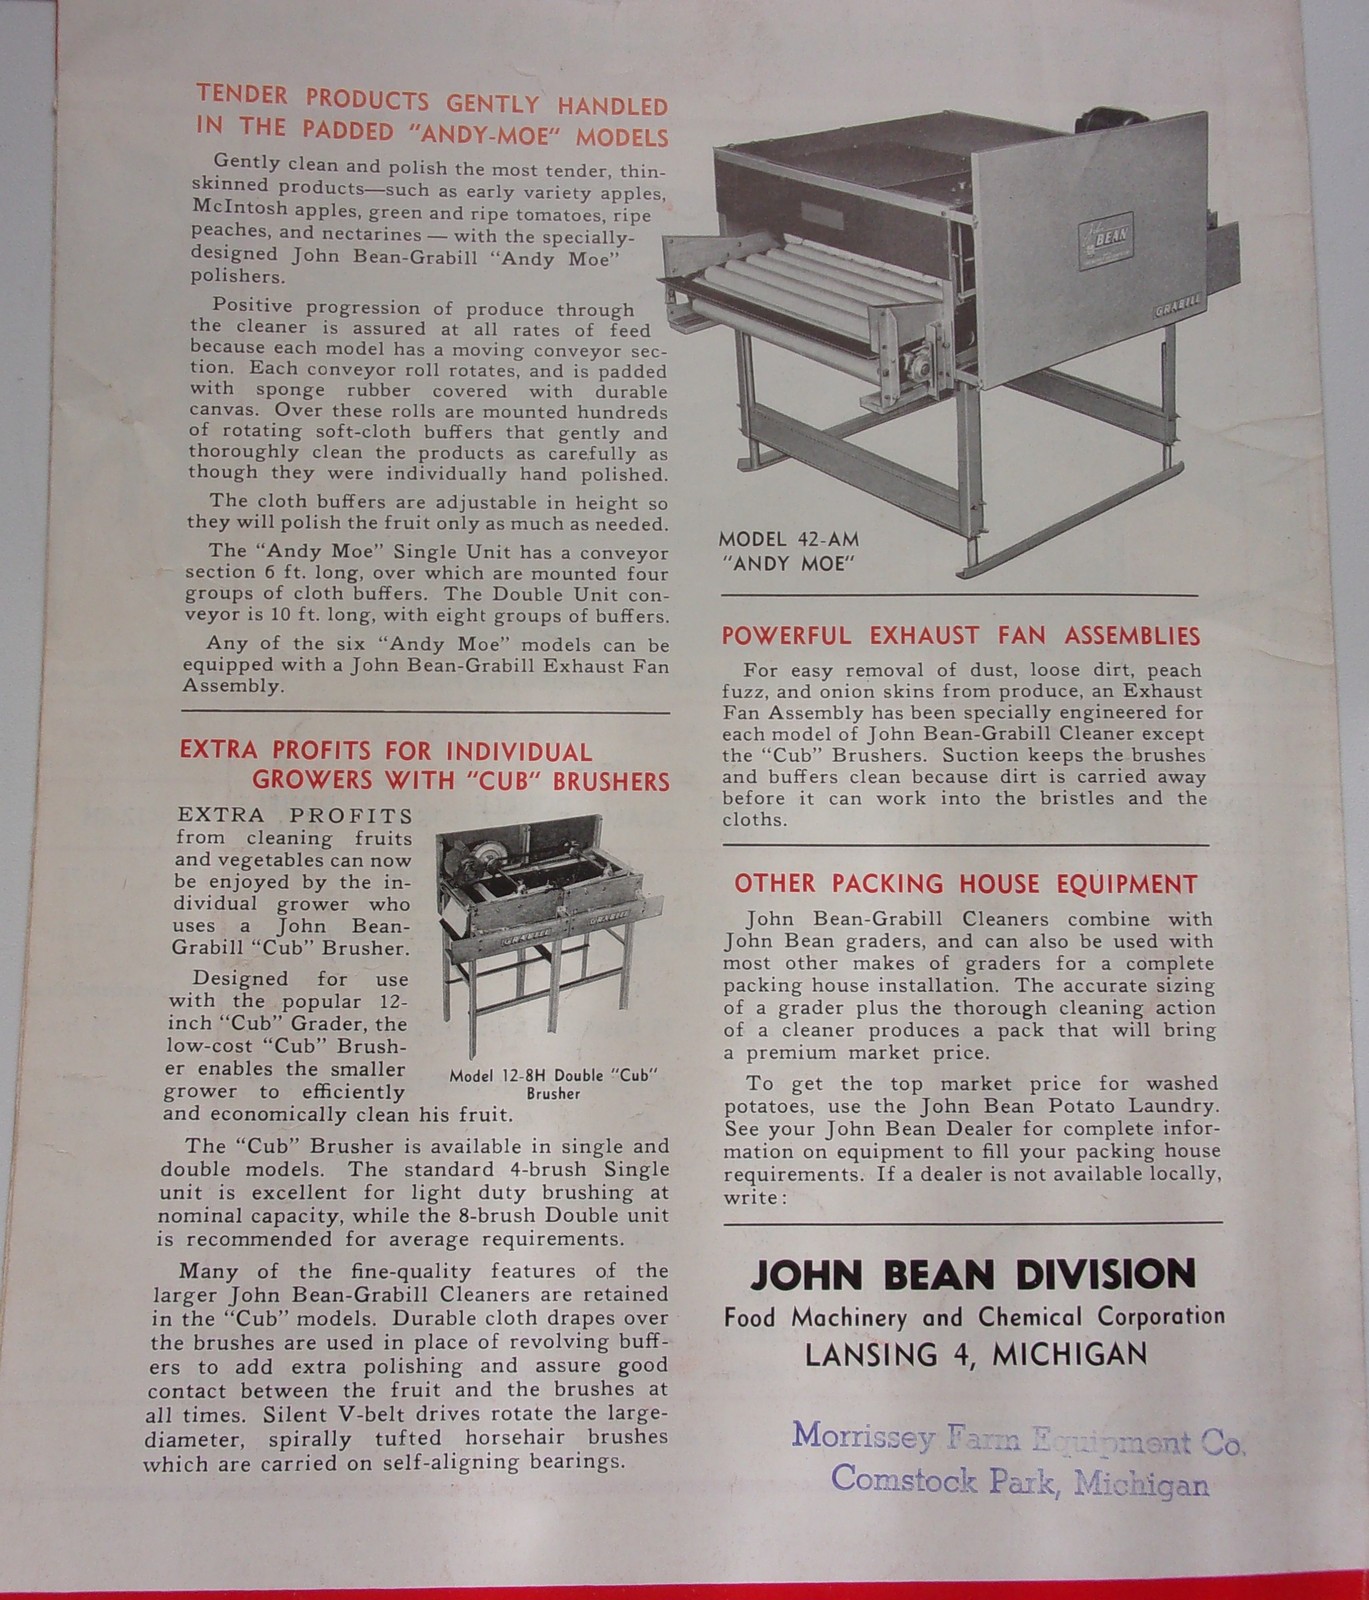 TENDER PRODUCTS GENTLY HANDLED
IN THE PADDED "ANDY-MOE" MODELS
Gently clean and polish the most tender, thin-
skinned products—such as early variety apples,
McIntosh apples, green and ripe tomatoes, ripe
peaches, and nectarines — with the specially-
designed John Bean-Grabill "Andy Moe"
polishers.
Positive progression of produce through
the cleaner is assured at all rates of feed
because each model has a moving conveyor sec-
tion. Each conveyor roll rotates, and is padded
with sponge rubber covered with durable
canvas. Over these rolls are mounted hundreds
of rotating soft-cloth buffers that gently and
thoroughly clean the products as carefully as
though they were individually hand polished.
The cloth buffers are adjustable in height so
they will polish the fruit only as much as needed.
The "Andy Moe" Single Unit has a conveyor
section 6 ft. long, over which are mounted four
groups of cloth buffers. The Double Unit con-
veyor is 10 ft. long, with eight groups of buffers.
Any of the six "Andy Moe" models can be
equipped with a John Bean-Grabill Exhaust Fan
Assembly.
EXTRA PROFITS FOR INDIVIDUAL
GROWERS WITH "CUB" BRUSHERS
EXTRA PROFITS
from cleaning fruits
and vegetables can now
be enjoyed by the in-
dividual grower who
uses a John Bean-
Grabill "Cub" Brusher.
Designed for use
with the popular 12-
inch "Cub" Grader, the
low-cost "Cub" Brush-
er enables the smaller
grower to efficiently
and economically clean his fruit.
GRABILL GRABILL
Model 12-8H Double "Cub"
Brusher
The "Cub" Brusher is available in single and
double models. The standard 4-brush Single
unit is excellent for light duty brushing at
nominal capacity, while the 8-brush Double unit
is recommended for average requirements.
Many of the fine-quality features of the
larger John Bean-Grabill Cleaners are retained
in the "Cub" models. Durable cloth drapes over
the brushes are used in place of revolving buff-
ers to add extra polishing and assure good
contact between the fruit and the brushes at
all times. Silent V-belt drives rotate the large-
diameter, spirally tufted horsehair brushes
which are carried on self-aligning bearings.
John
BEAN
GRABILL
MODEL 42-AM
"ANDY MOE"
POWERFUL EXHAUST FAN ASSEMBLIES
For easy removal of dust, loose dirt, peach
fuzz, and onion skins from produce, an Exhaust
Fan Assembly has been specially engineered for
each model of John Bean-Grabill Cleaner except
the "Cub" Brushers. Suction keeps the brushes
and buffers clean because dirt is carried away
before it can work into the bristles and the
cloths.
OTHER PACKING HOUSE EQUIPMENT
John Bean-Grabill Cleaners combine with
John Bean graders, and can also be used with
most other makes of graders for a complete
packing house installation. The accurate sizing
of a grader plus the thorough cleaning action
of a cleaner produces a pack that will bring
a premium market price.
To get the top market price for washed
potatoes, use the John Bean Potato Laundry.
See your John Bean Dealer for complete infor-
mation on equipment to fill your packing house
requirements. If a dealer is not available locally,
write:
JOHN BEAN DIVISION
Food Machinery and Chemical Corporation
LANSING 4, MICHIGAN
Morrissey Farm Equipment Co.
Comstock Park, Michigan